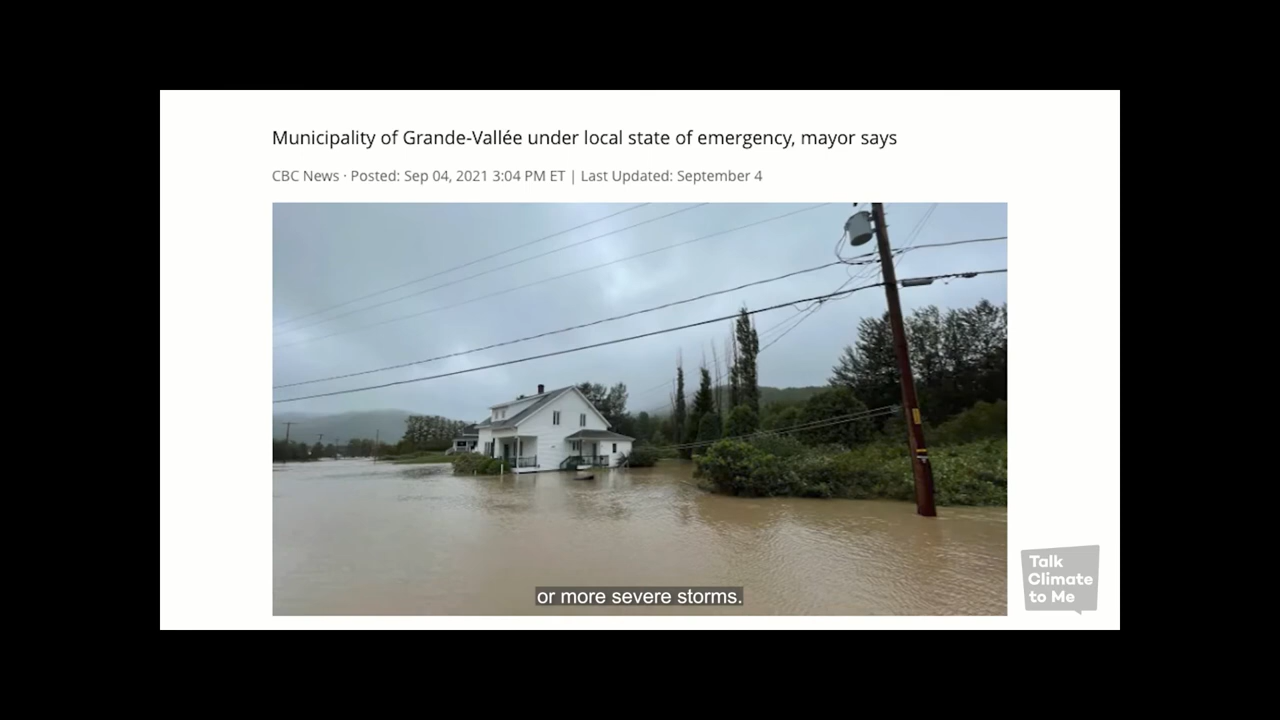 Municipality of Grande-Vallée under local state of emergency, mayor says
CBC News · Posted: Sep 04, 2021 3:04 PM ET | Last Updated: September 4
or more severe storms.
Talk
Climate
to Me